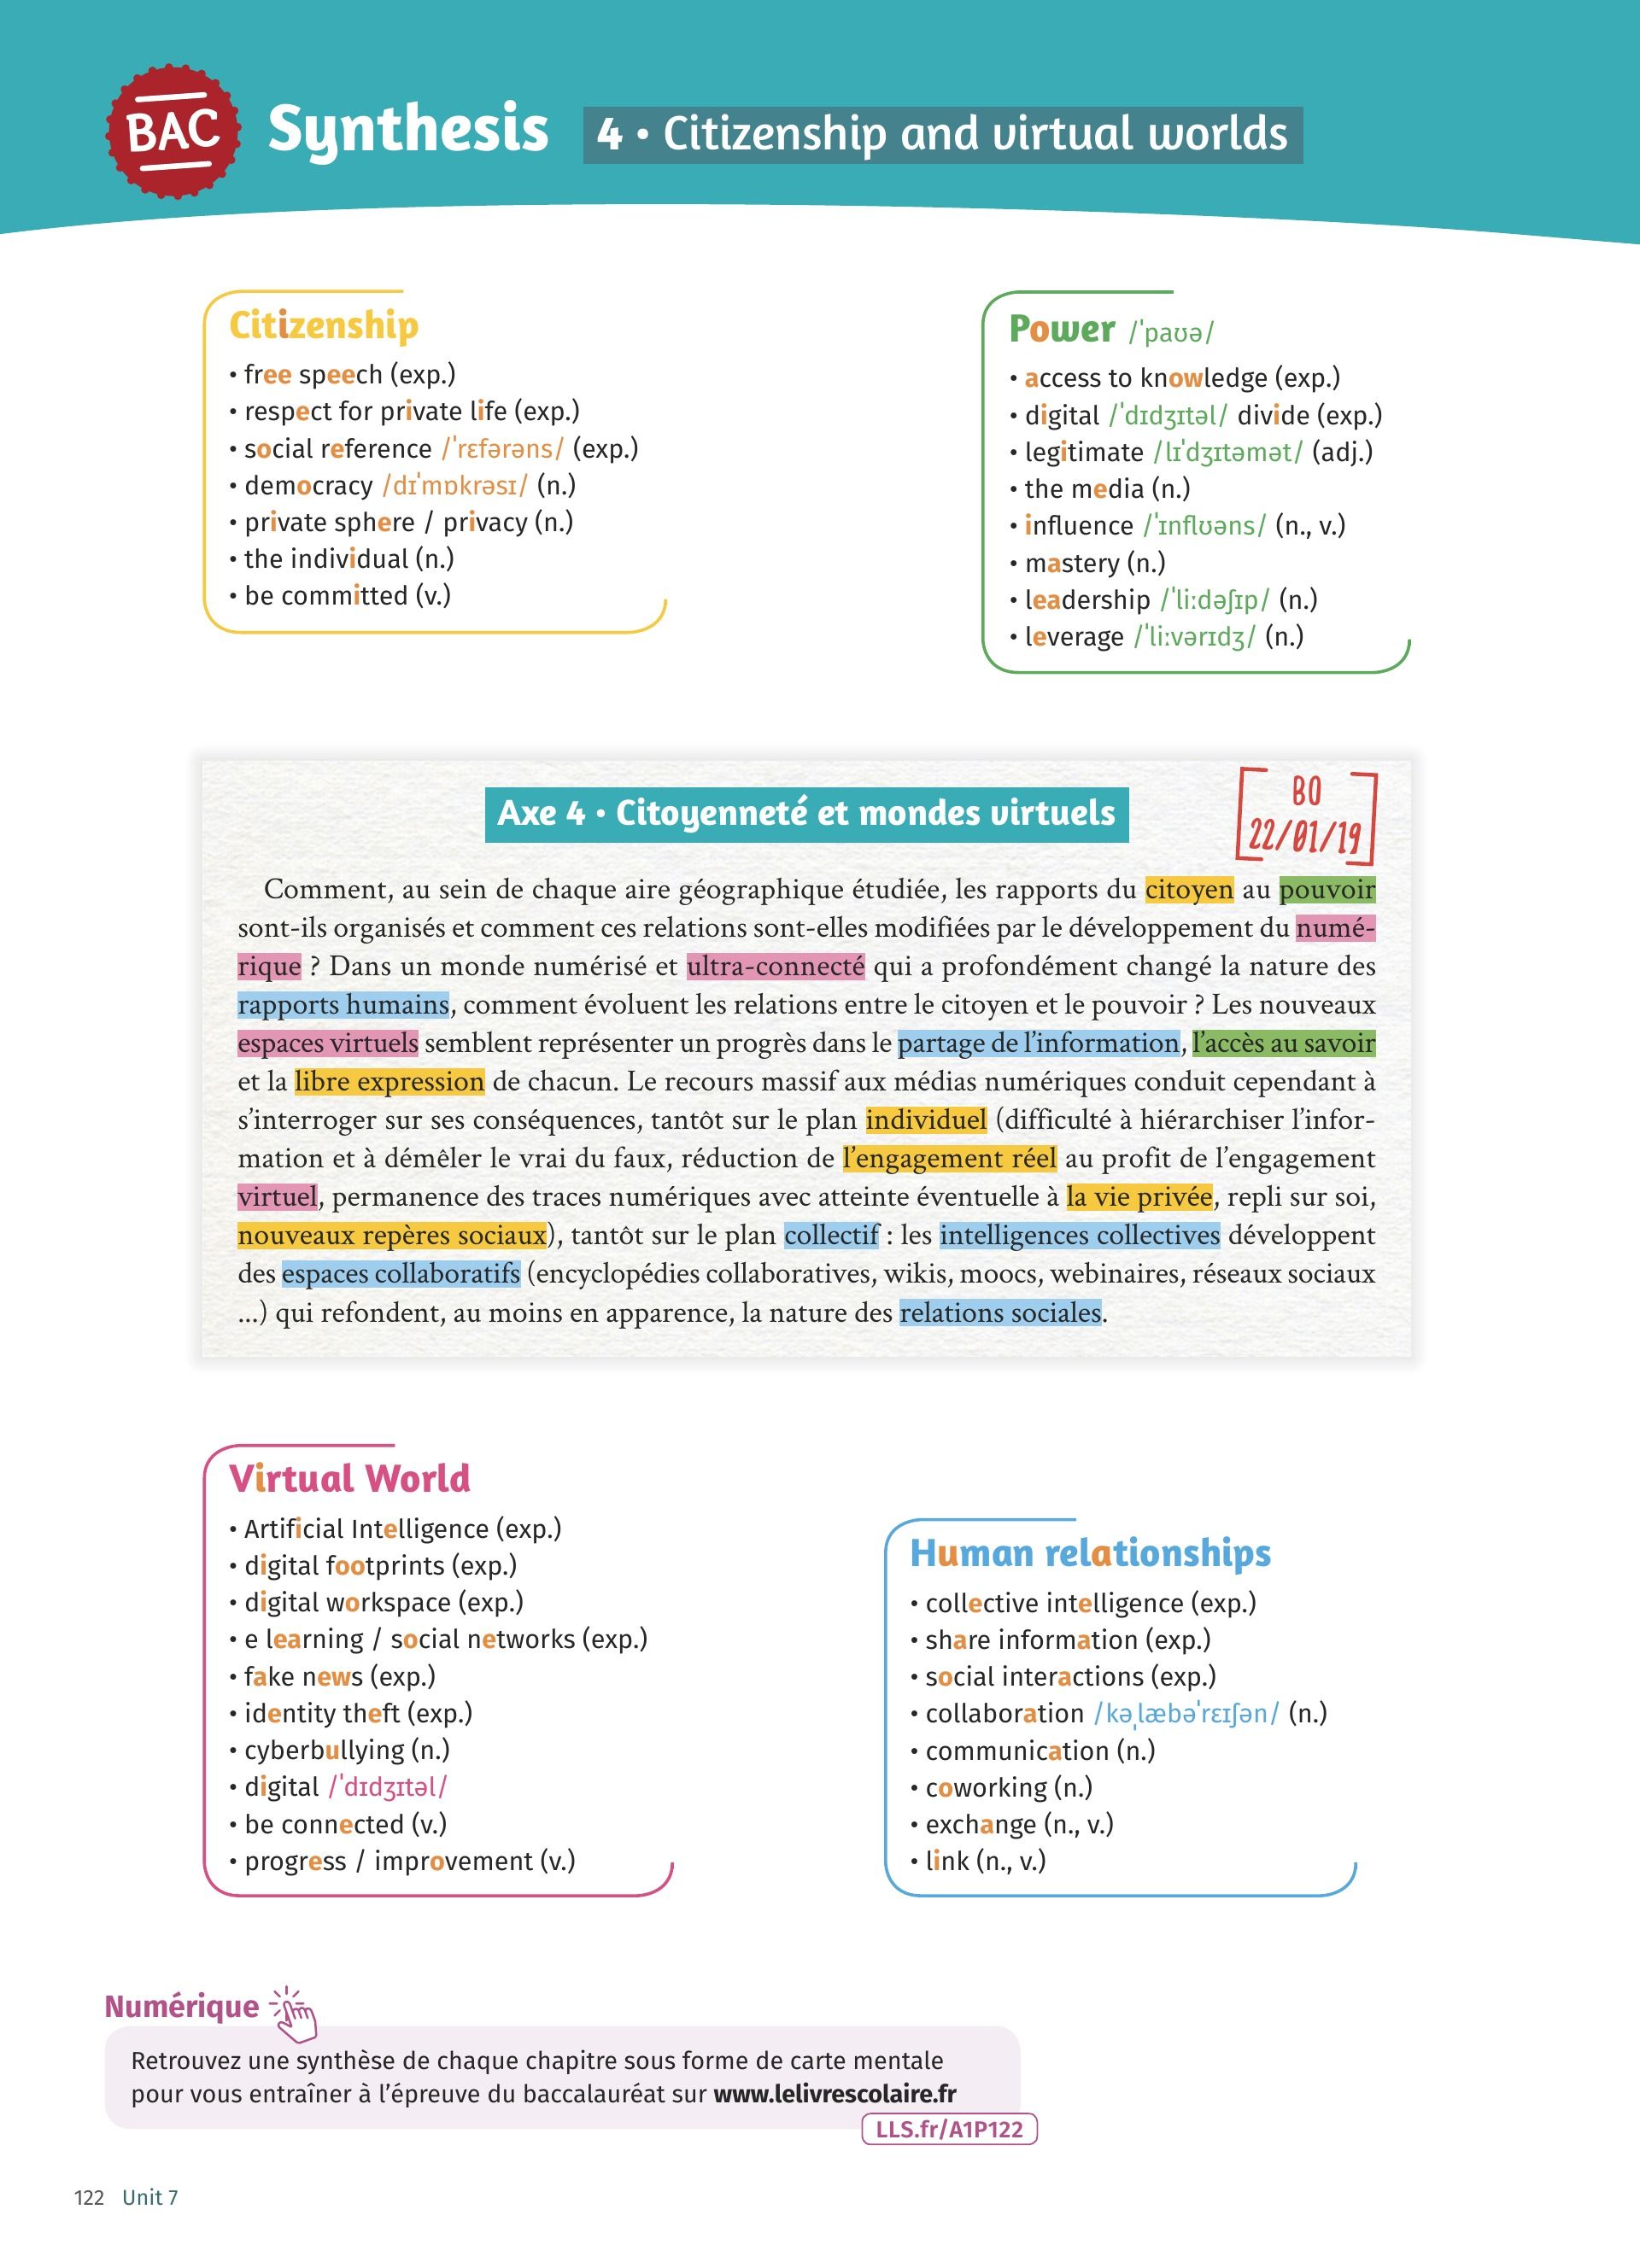 BAC
Synthesis
4 • Citizenship and virtual worlds
Citizenship
• free speech (exp.)
• respect for private life (exp.)
• social reference /ˈrɛfərəns/ (exp.)
• democracy /dɪˈmɒkrəsɪ/ (n.)
• private sphere / privacy (n.)
• the individual (n.)
• be committed (v.)
Power /ˈpaʊə/
• access to knowledge (exp.)
• digital /ˈdɪdʒɪtəl/ divide (exp.)
• legitimate /lɪˈdʒɪtəmət/ (adj.)
• the media (n.)
• influence /ˈɪnflʊəns/ (n., v.)
• mastery (n.)
• leadership /ˈliːdəʃɪp/ (n.)
• leverage /ˈliːvərɪdʒ/ (n.)
Axe 4 • Citoyenneté et mondes virtuels
BO
22/01/19
Comment, au sein de chaque aire géographique étudiée, les rapports du citoyen au pouvoir
sont-ils organisés et comment ces relations sont-elles modifiées par le développement du numé-
rique ? Dans un monde numérisé et ultra-connecté qui a profondément changé la nature des
rapports humains, comment évoluent les relations entre le citoyen et le pouvoir ? Les nouveaux
espaces virtuels semblent représenter un progrès dans le partage de l’information, l’accès au savoir
et la libre expression de chacun. Le recours massif aux médias numériques conduit cependant à
s’interroger sur ses conséquences, tantôt sur le plan individuel (difficulté à hiérarchiser l’infor-
mation et à démêler le vrai du faux, réduction de l’engagement réel au profit de l’engagement
virtuel, permanence des traces numériques avec atteinte éventuelle à la vie privée, repli sur soi,
nouveaux repères sociaux), tantôt sur le plan collectif : les intelligences collectives développent
des espaces collaboratifs (encyclopédies collaboratives, wikis, moocs, webinaires, réseaux sociaux
...) qui refondent, au moins en apparence, la nature des relations sociales.
Virtual World
• Artificial Intelligence (exp.)
• digital footprints (exp.)
• digital workspace (exp.)
• e learning / social networks (exp.)
• fake news (exp.)
• identity theft (exp.)
• cyberbullying (n.)
• digital /ˈdɪdʒɪtəl/
• be connected (v.)
• progress / improvement (v.)
Human relationships
• collective intelligence (exp.)
• share information (exp.)
• social interactions (exp.)
• collaboration /kəˌlæbəˈrɛɪʃən/ (n.)
• communication (n.)
• coworking (n.)
• exchange (n., v.)
• link (n., v.)
Numérique
Retrouvez une synthèse de chaque chapitre sous forme de carte mentale
pour vous entraîner à l’épreuve du baccalauréat sur www.lelivrescolaire.fr
LLS.fr/A1P122
122 Unit 7